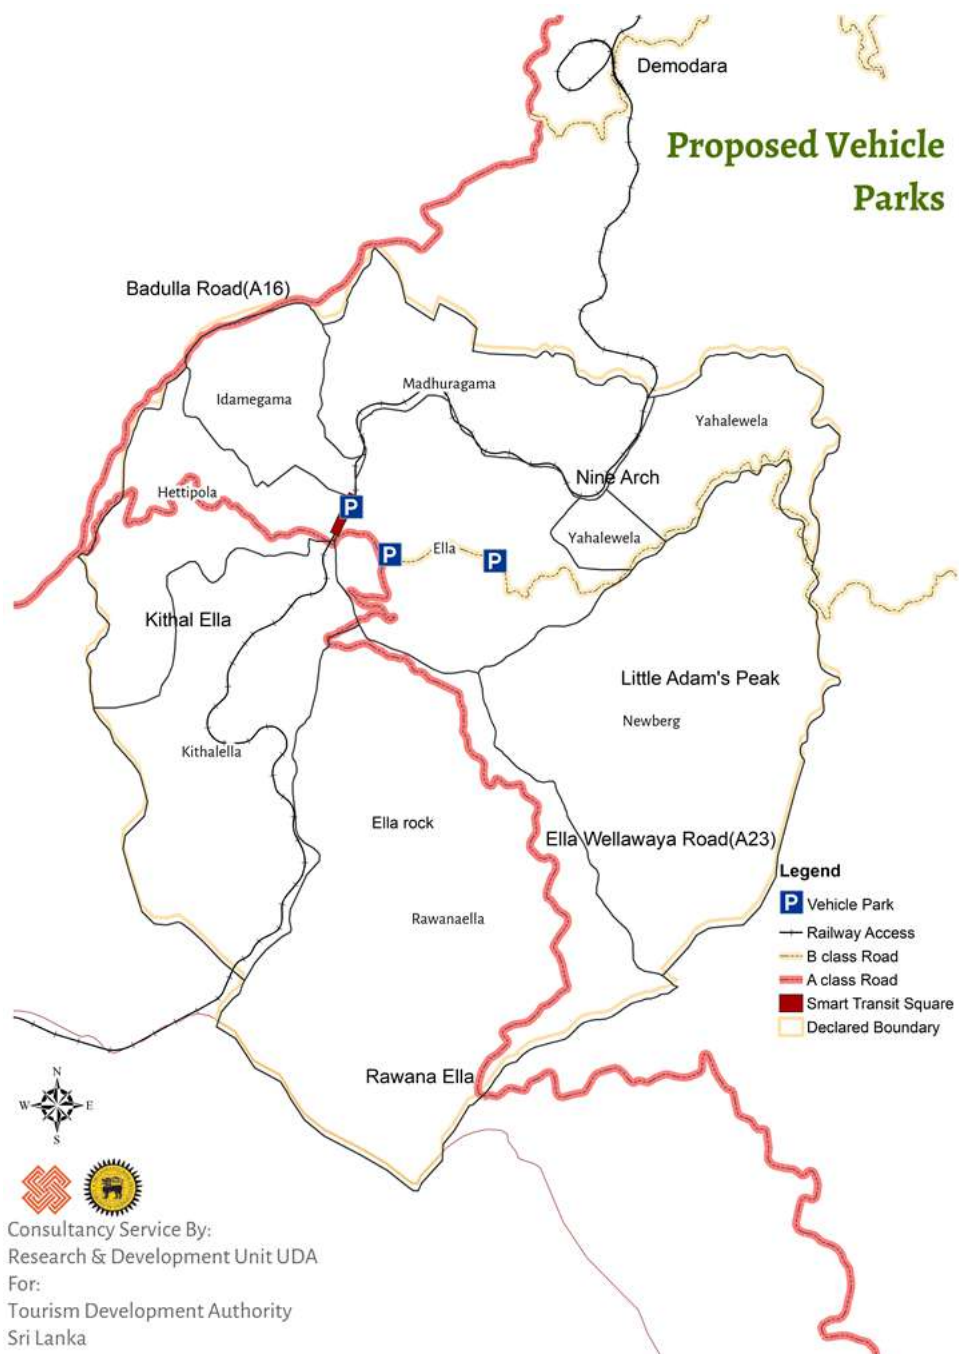 Demodara
Proposed Vehicle
Parks
Badulla Road(A16)
Madhuragama
Idamegama
Yahalewela
Nine Arch
Hettipola
P
Yahalewela
P
Ella
P
Kithal Ella
Little Adam's Peak
Newberg
Kithalella
Ella rock
Ella Wellawaya Road(A23)
Legend
P Vehicle Park
Rawanaella
Railway Access
B class Road
A class Road
Smart Transit Square
Declared Boundary
Rawana Ella
N
W E
S
Consultancy Service By:
Research & Development Unit UDA
For:
Tourism Development Authority
Sri Lanka